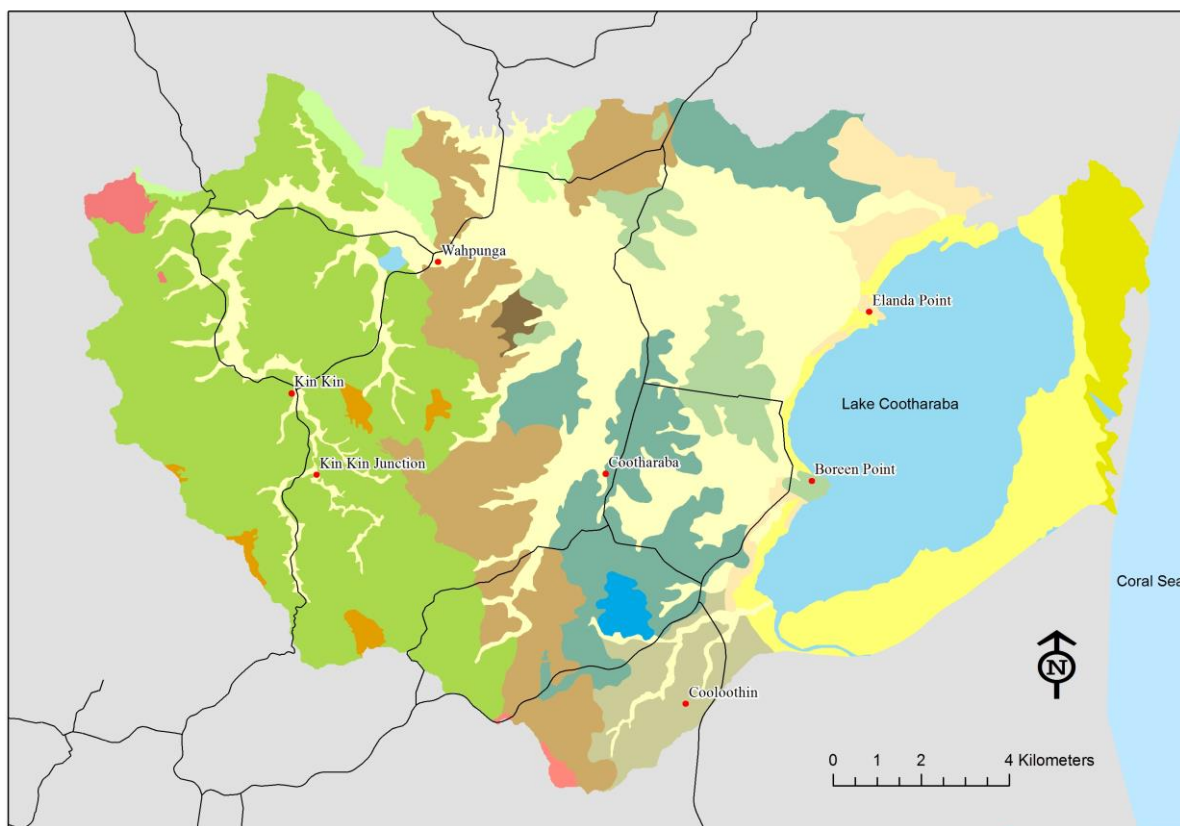 Wahpunga
Elanda Point
Kin Kin
Lake Cootharaba
Kin Kin Junction
Cootharaba
Boreen Point
Coral Sea
N
Cooloothin
0 1 2 4 Kilometers